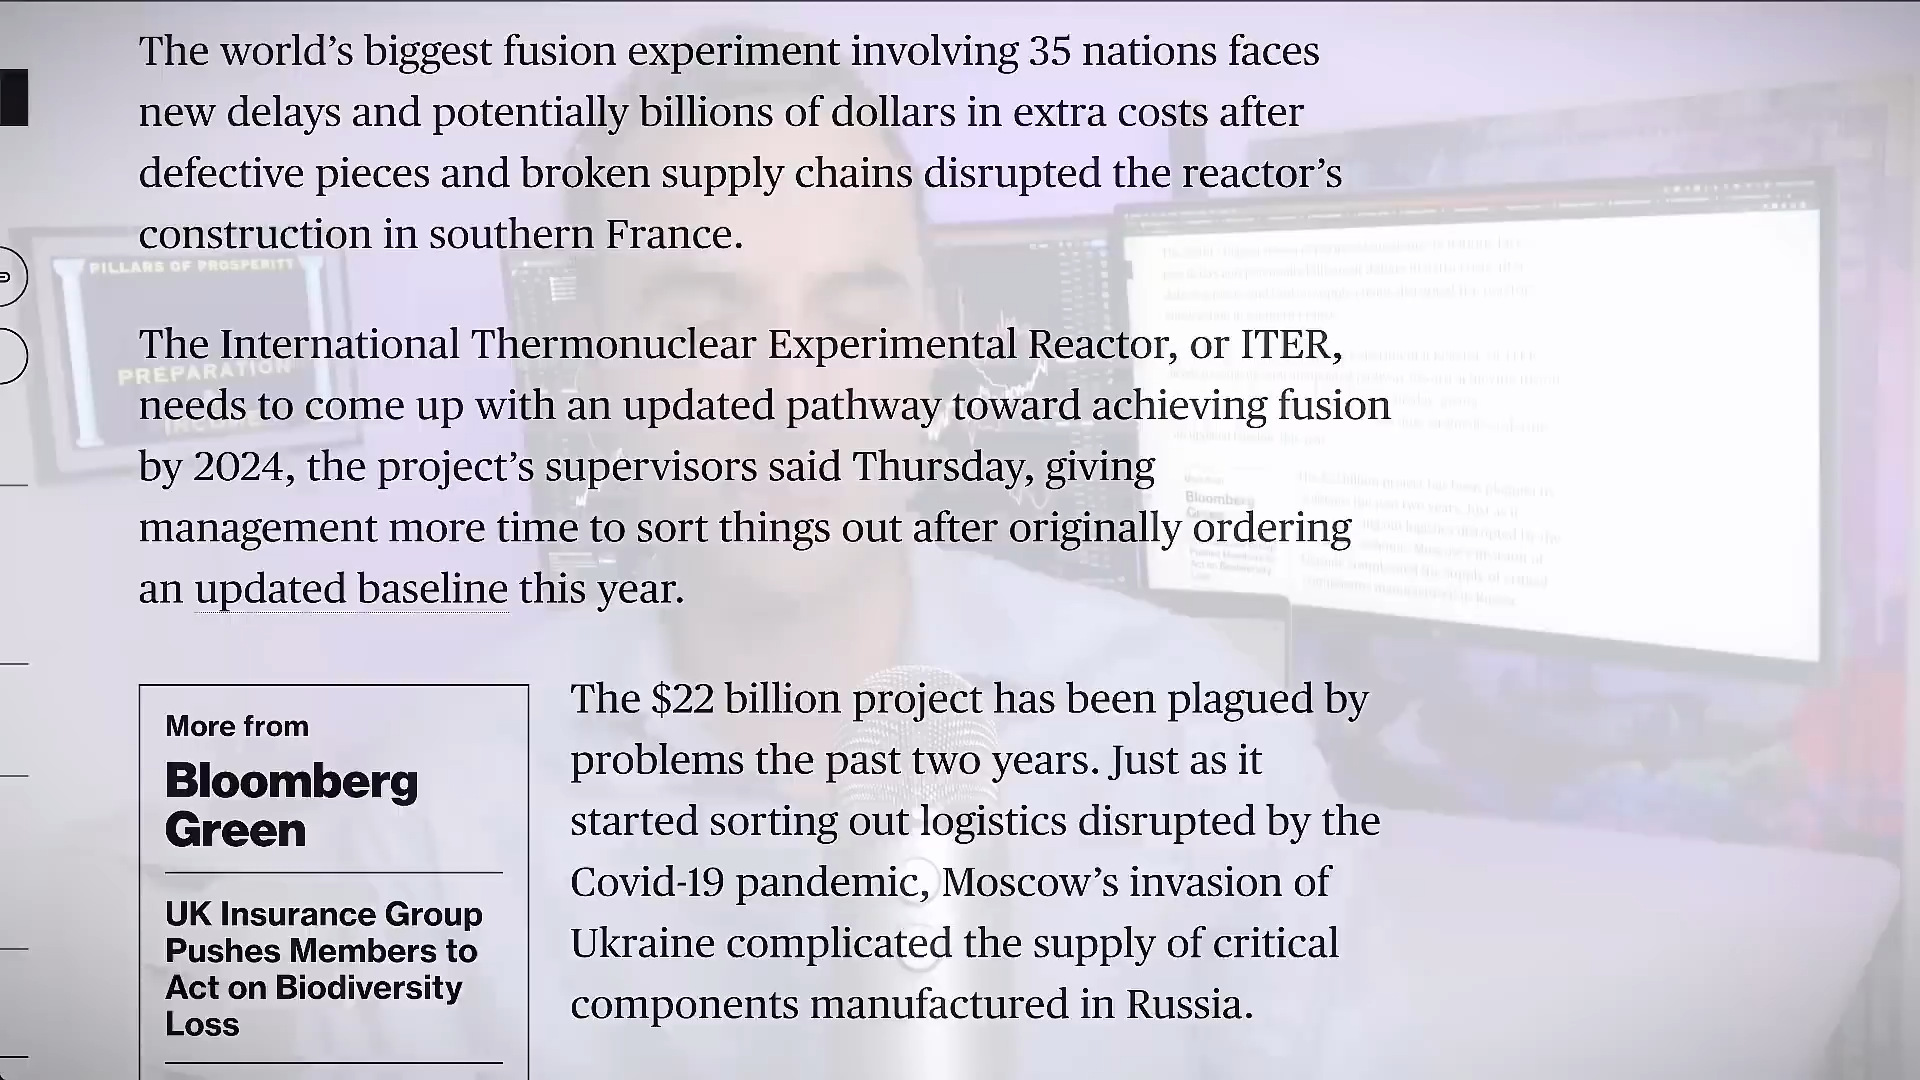 The world’s biggest fusion experiment involving 35 nations faces
new delays and potentially billions of dollars in extra costs after
defective pieces and broken supply chains disrupted the reactor’s
construction in southern France.
PILLARS OF PROSPERITY
The International Thermonuclear Experimental Reactor, or ITER,
PREPARATION
needs to come up with an updated pathway toward achieving fusion
INCOME
by 2024, the project’s supervisors said Thursday, giving
management more time to sort things out after originally ordering
an updated baseline this year.
The $22 billion project has been plagued by
problems the past two years. Just as it
started sorting out logistics disrupted by the
Covid-19 pandemic, Moscow’s invasion of
Ukraine complicated the supply of critical
components manufactured in Russia.
More from
Bloomberg
Green
UK Insurance Group
Pushes Members to
Act on Biodiversity
Loss